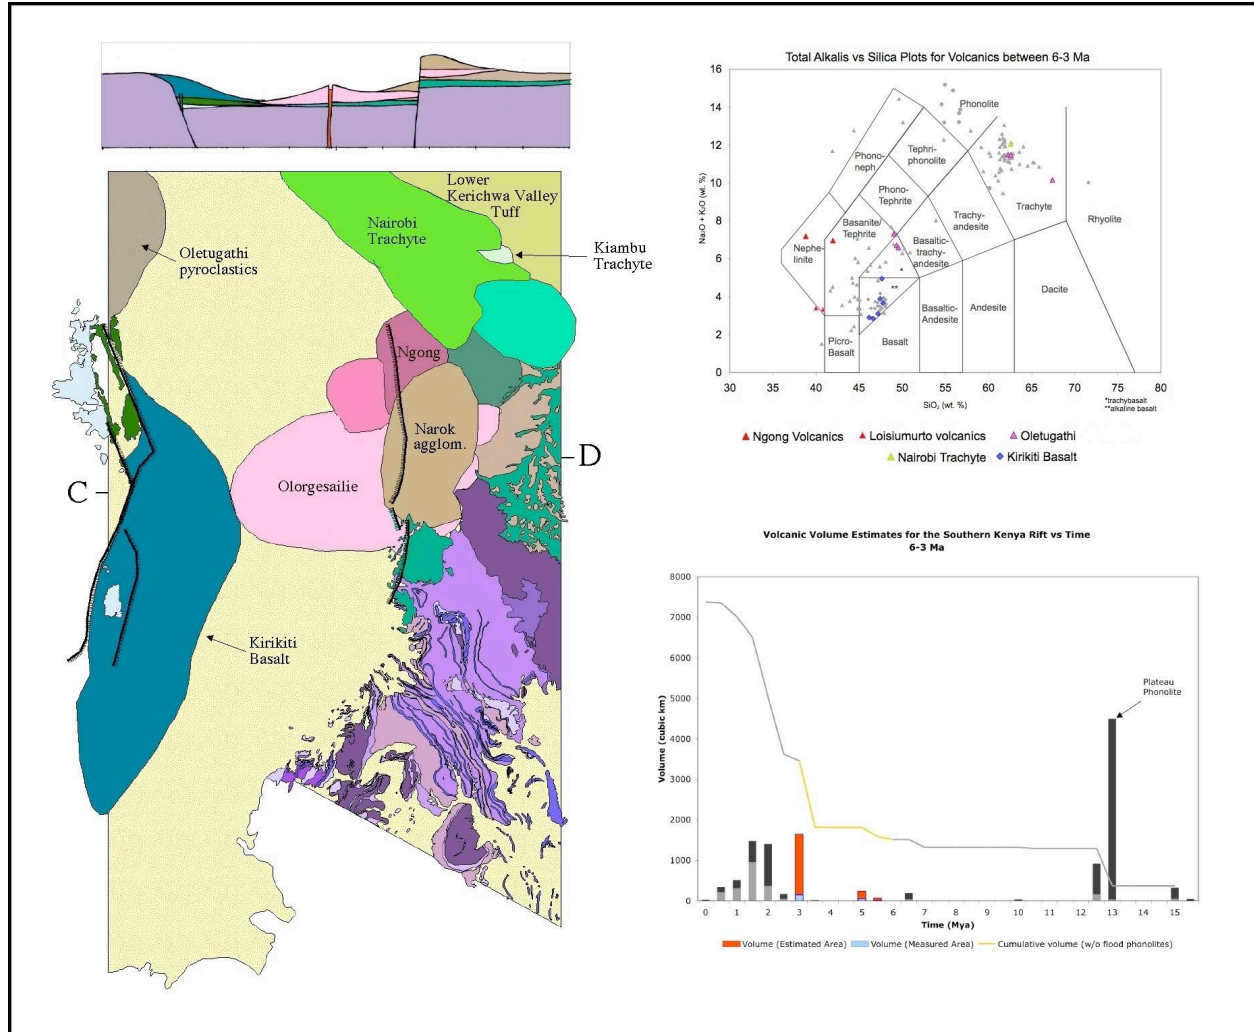 Lower
Kerichwa Valley
Tuff
Nairobi
Trachyte
Kiambu
Trachyte
Oletugathi
pyroclastics
Ngong
Narok
agglom.
C
D
Olorgesailie
Kirikiti
Basalt
Total Alkalis vs Silica Plots for Volcanics between 6-3 Ma
Na₂O + K₂O (wt. %)
16
14
12
10
8
6
4
2
0
Phonolite
Phono-
neph
Tephri-
phonolite
Phono-
Tephrite
Trachyte
Rhyolite
Trachy-
andesite
Basanite/
Tephrite
Basaltic-
trachy-
andesite
Nephe-
linite
*
**
Dacite
Andesite
Basaltic-
Andesite
Basalt
Picro-
Basalt
30 35 40 45 50 55 60 65 70 75 80
SiO₂ (wt. %)
*trachybasalt
**alkaline basalt
Ngong Volcanics Loisiumurto volcanics Oletugathi
Nairobi Trachyte Kirikiti Basalt
Volcanic Volume Estimates for the Southern Kenya Rift vs Time
6-3 Ma
Volume (cubic km)
8000
7000
6000
5000
4000
3000
2000
1000
0
Plateau
Phonolite
0 1 2 3 4 5 6 7 8 9 10 12 13 15
Time (Mya)
Volume (Estimated Area) Volume (Measured Area) Cumulative volume (w/o flood phonolites)